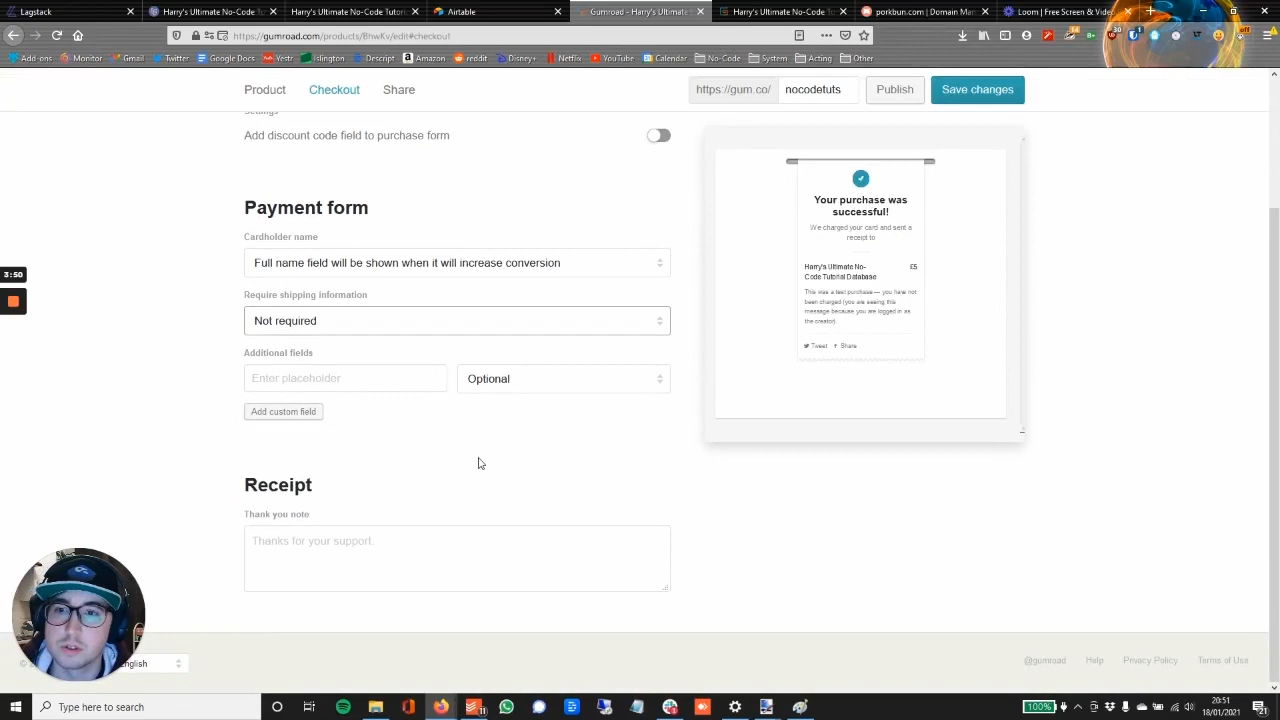 Lagstack
Harry's Ultimate No-Code Tu
Harry's Ultimate No-Code Tutori
Airtable
Gumroad - Harry's Ultimate
Harry's Ultimate No-Code Tu
porkbun.com | Domain Man
Loom | Free Screen & Video
https://gumroad.com/products/BhwKv/edit#checkout
Add-ons
Monitor
Gmail
Twitter
Google Docs
Yestr
Islington
Descript
Amazon
reddit
Disney+
Netflix
YouTube
Calendar
No-Code
System
Acting
Other
Product
Checkout
Share
https://gum.co/
nocodetuts
Publish
Save changes
Settings
Add discount code field to purchase form
Payment form
Cardholder name
Full name field will be shown when it will increase conversion
Require shipping information
Not required
Additional fields
Enter placeholder
Optional
Add custom field
Receipt
Thank you note
Thanks for your support.
Your purchase was
successful!
We charged your card and sent a
receipt to
Harry's Ultimate No-
Code Tutorial Database
£5
This was a test purchase — you have not
been charged (you are seeing this
message because you are logged in as
the creator).
Tweet
Share
3:50
English
@gumroad
Help
Privacy Policy
Terms of Use
Type here to search
100%
20:51
18/01/2021